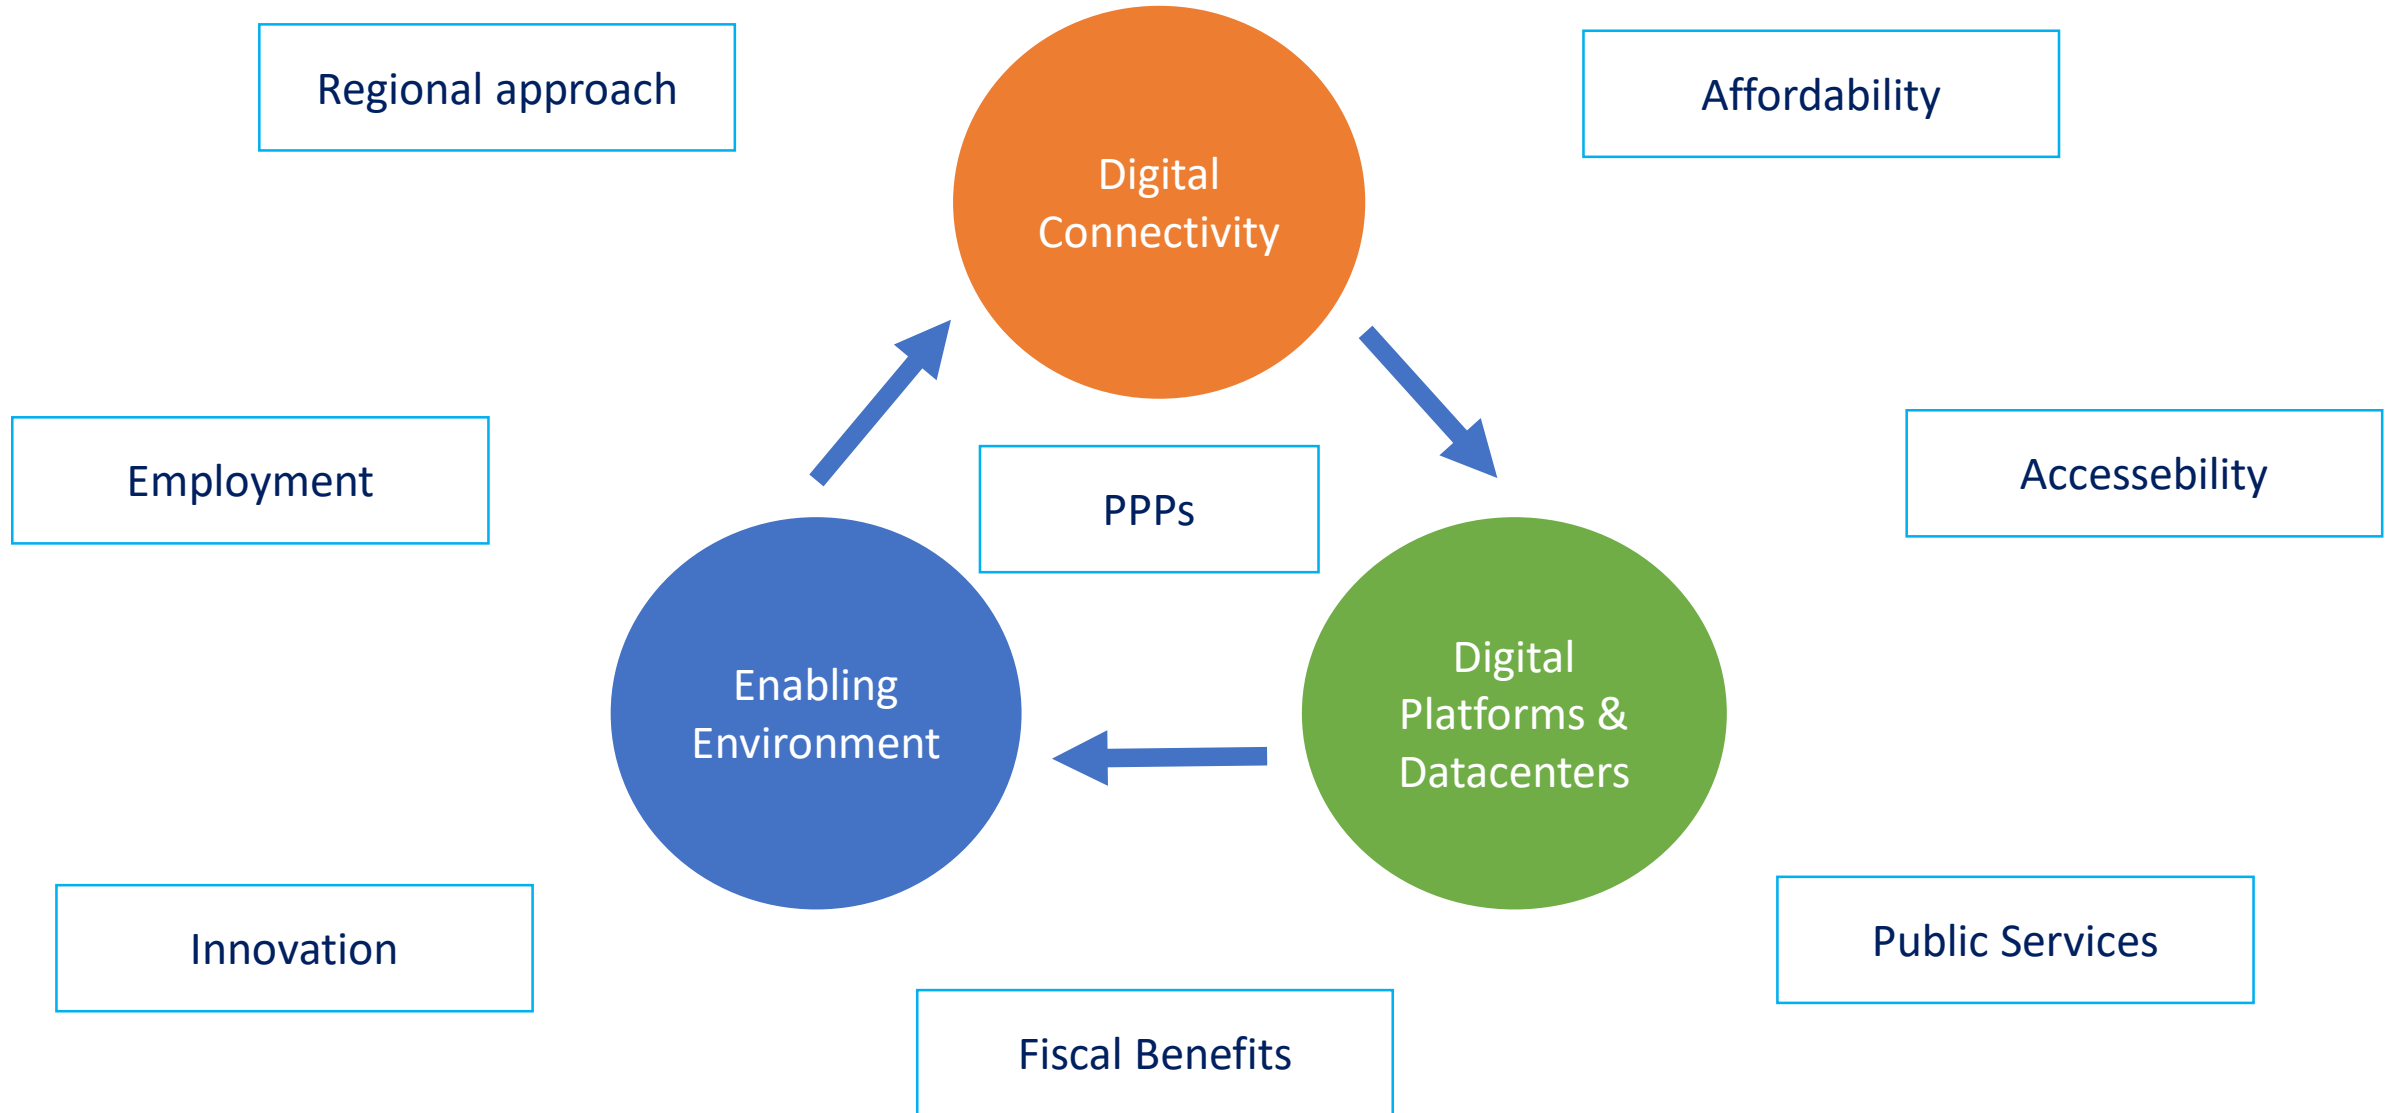 Regional approach
Digital
Connectivity
Affordability
Employment
PPPs
Accessebility
Enabling
Environment
Digital
Platforms &
Datacenters
Innovation
Public Services
Fiscal Benefits